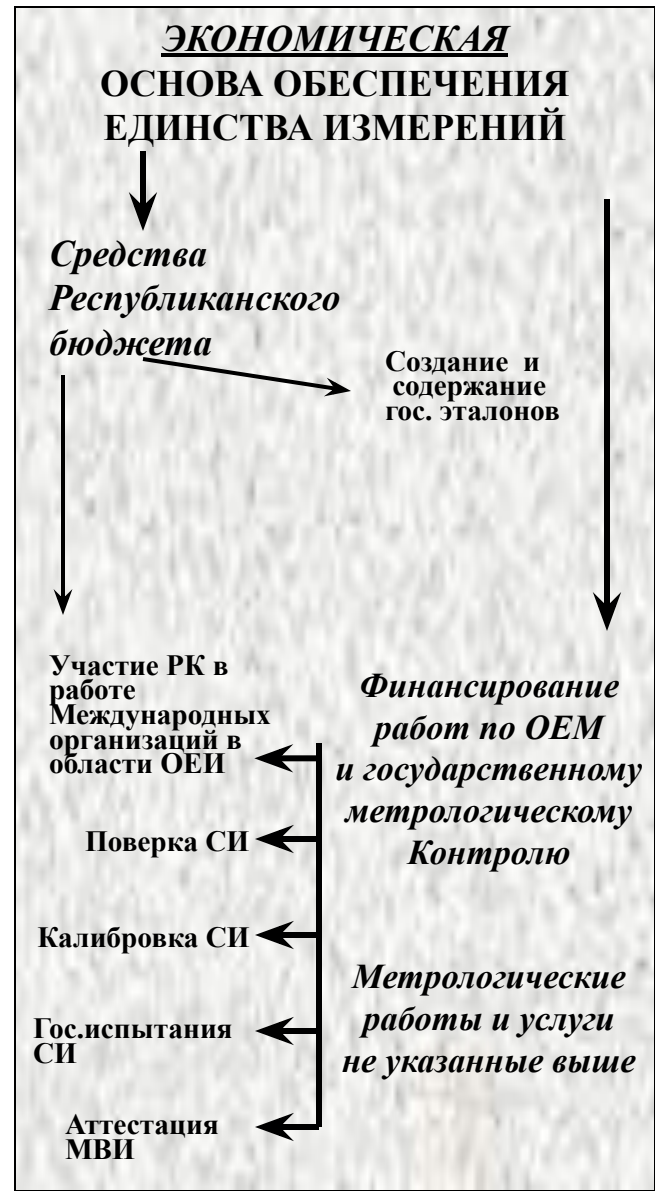 ЭКОНОМИЧЕСКАЯ
ОСНОВА ОБЕСПЕЧЕНИЯ
ЕДИНСТВА ИЗМЕРЕНИЙ
Средства
Республиканского
бюджета
Создание и
содержание
гос. эталонов
Участие РК в
работе
Международных
организаций в
области ОЕИ
Поверка СИ
Калибровка СИ
Гос.испытания
СИ
Аттестация
МВИ
Финансирование
работ по ОЕМ
и государственному
метрологическому
Контролю
Метрологические
работы и услуги
не указанные выше